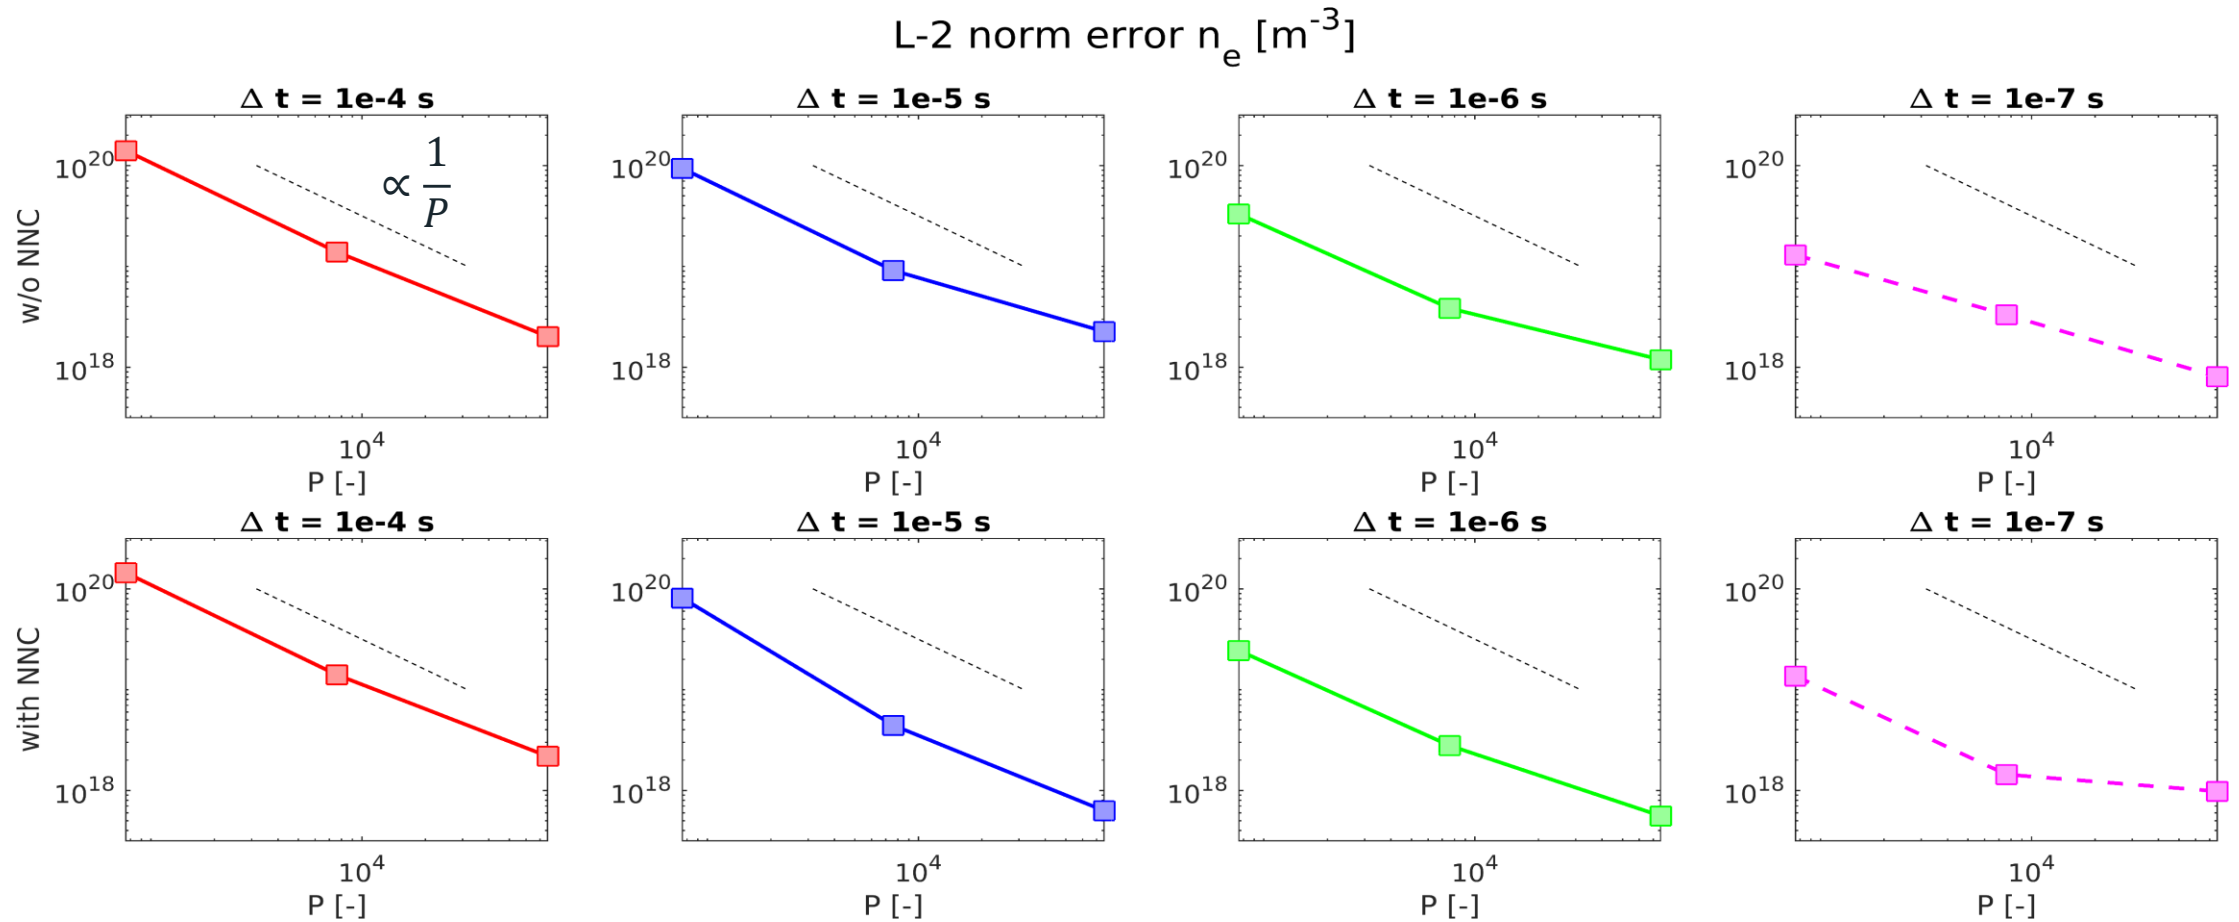 L-2 norm error n_e [m^-3]
Δ t = 1e-4 s
Δ t = 1e-5 s
Δ t = 1e-6 s
Δ t = 1e-7 s
w/o NNC
10^20
10^18
∝ 1/P
10^4
P [-]
10^20
10^18
10^4
P [-]
10^20
10^18
10^4
P [-]
10^20
10^18
10^4
P [-]
Δ t = 1e-4 s
Δ t = 1e-5 s
Δ t = 1e-6 s
Δ t = 1e-7 s
with NNC
10^20
10^18
10^4
P [-]
10^20
10^18
10^4
P [-]
10^20
10^18
10^4
P [-]
10^20
10^18
10^4
P [-]